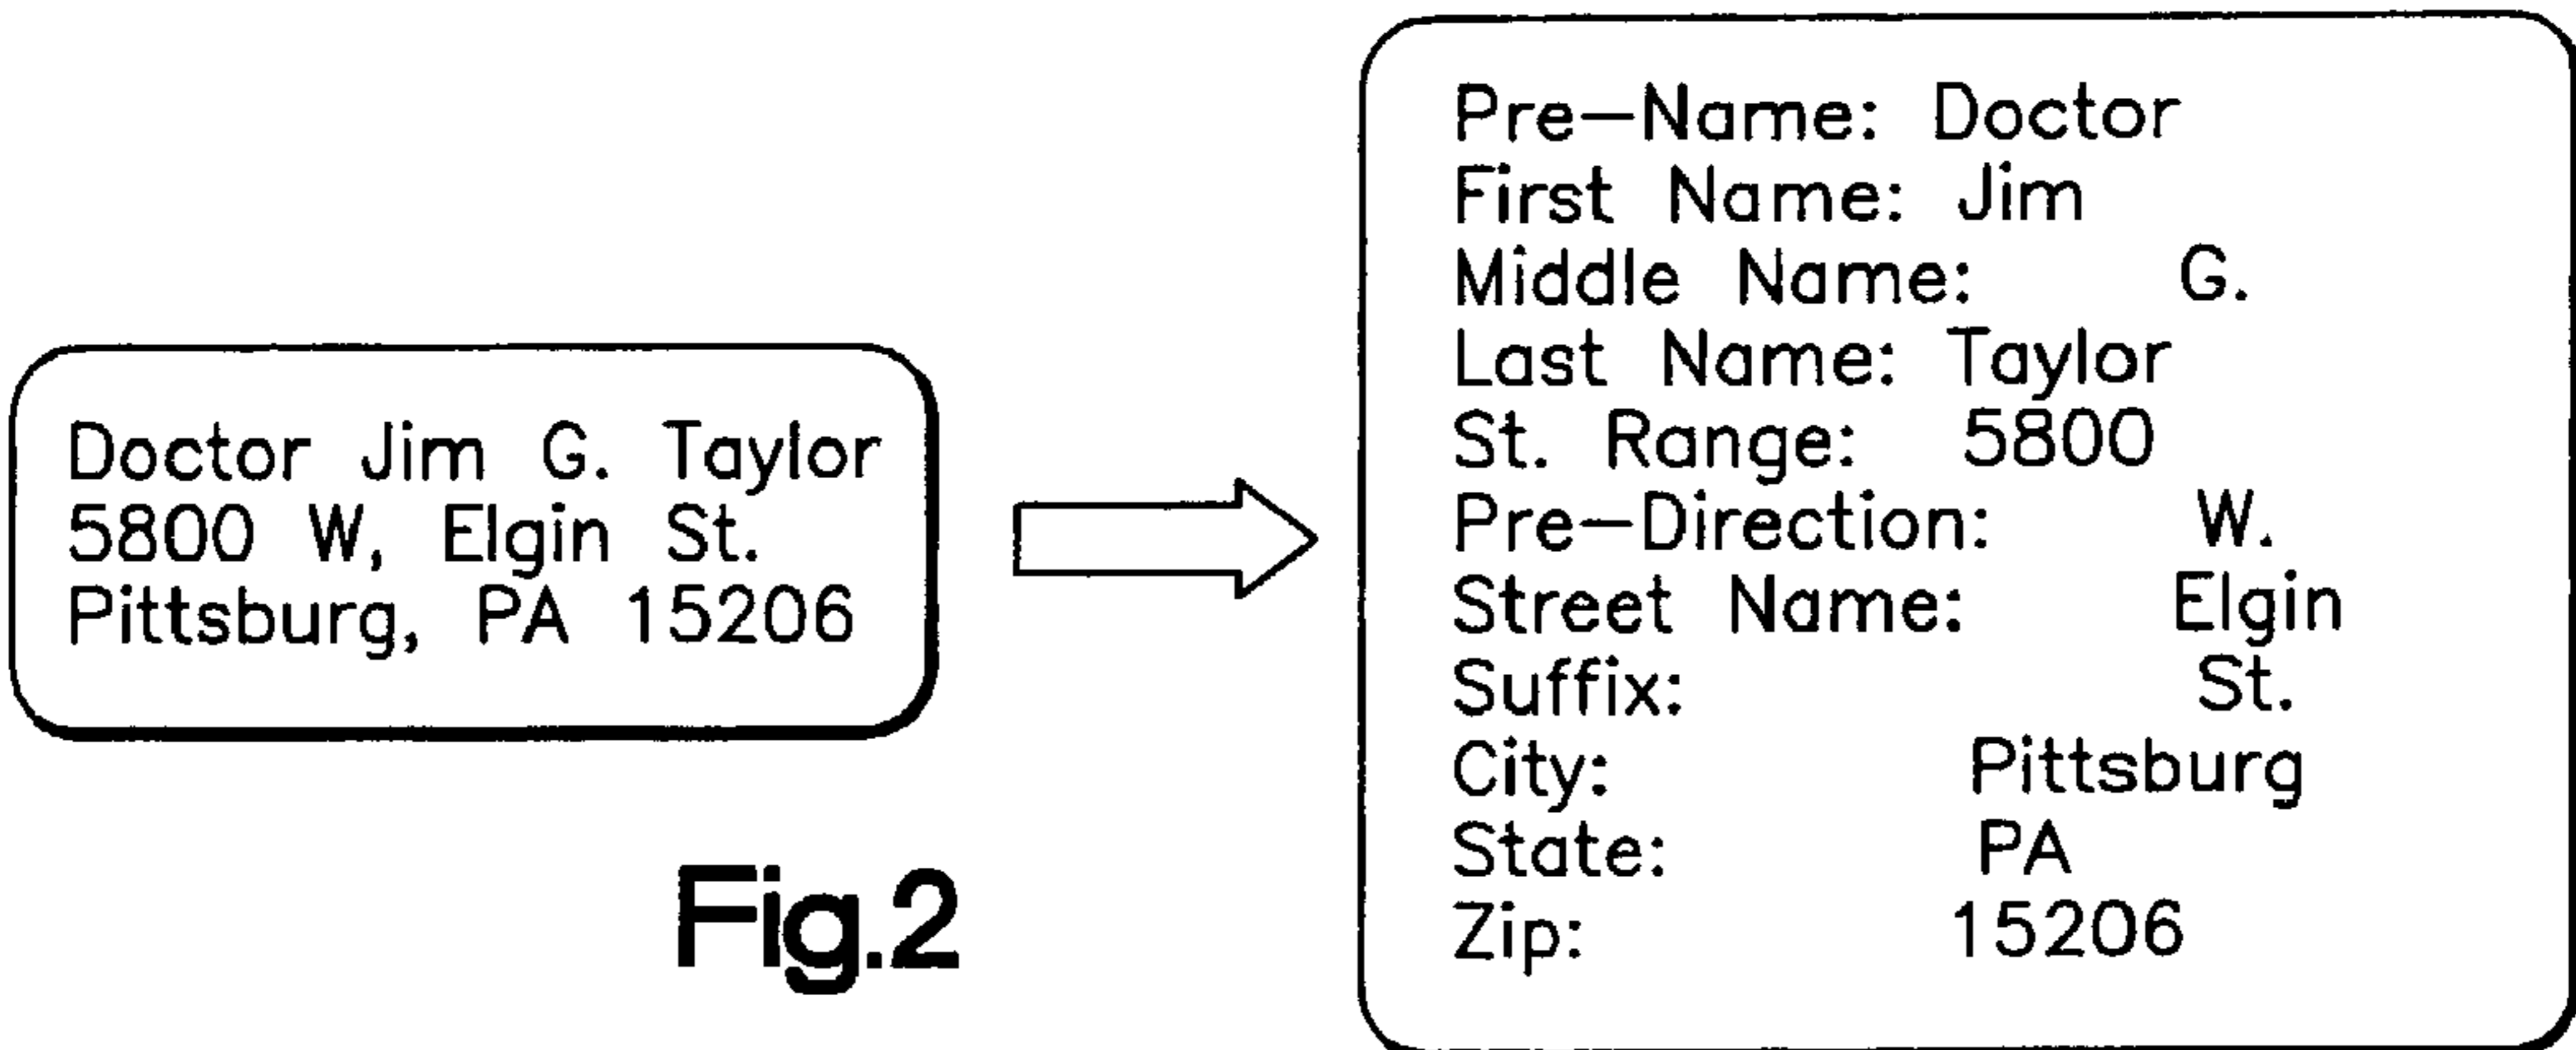 Doctor Jim G. Taylor
5800 W, Elgin St.
Pittsburg, PA 15206
Fig.2
Pre-Name: Doctor
First Name: Jim
Middle Name: G.
Last Name: Taylor
St. Range: 5800
Pre-Direction: W.
Street Name: Elgin
Suffix: St.
City: Pittsburg
State: PA
Zip: 15206